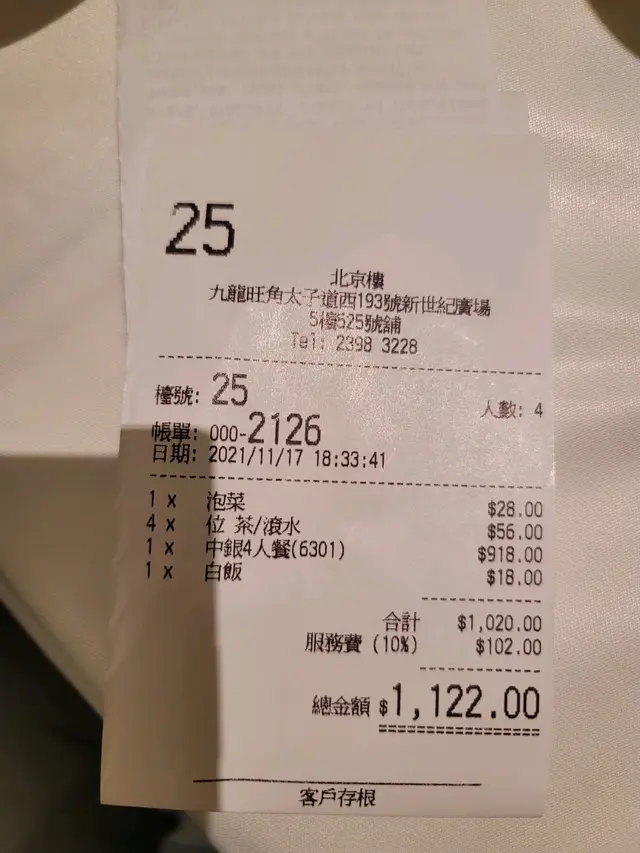 25
北京樓
九龍旺角太子道西193號新世紀廣場
5樓525號舖
Tel: 2398 3228
檯號: 25 人數: 4
帳單: 000-2126
日期: 2021/11/17 18:33:41
1 x 泡菜 $28.00
4 x 位 茶/滾水 $56.00
1 x 中銀4人餐(6301) $918.00
1 x 白飯 $18.00
合計 $1,020.00
服務費 (10%) $102.00
總金額 $1,122.00
客戶存根